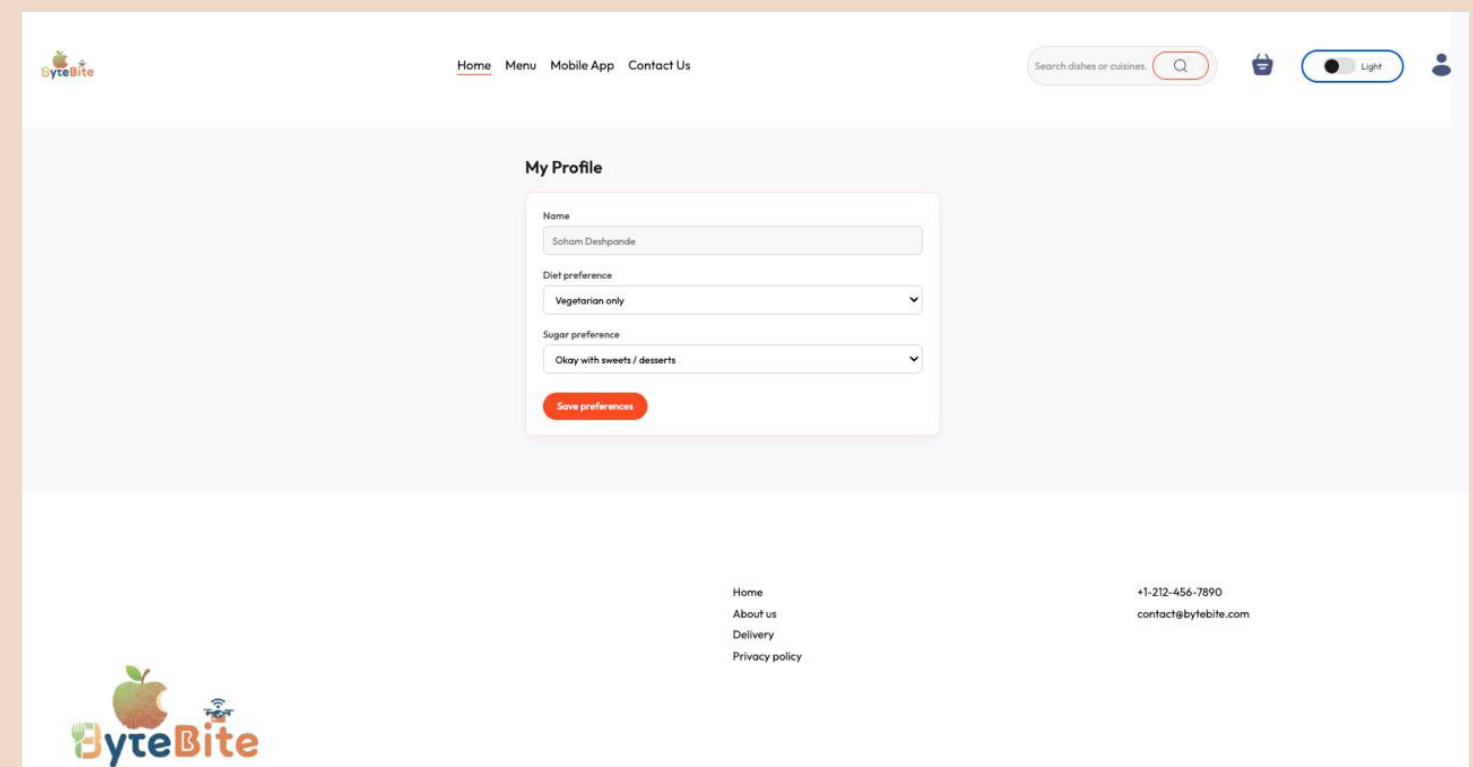 ByteBite
Home Menu Mobile App Contact Us
Search dishes or cuisines.
Light
My Profile
Name
Soham Deshpande
Diet preference
Vegetarian only
Sugar preference
Okay with sweets / desserts
Save preferences
Home
About us
Delivery
Privacy policy
+1-212-456-7890
contact@bytebite.com
ByteBite